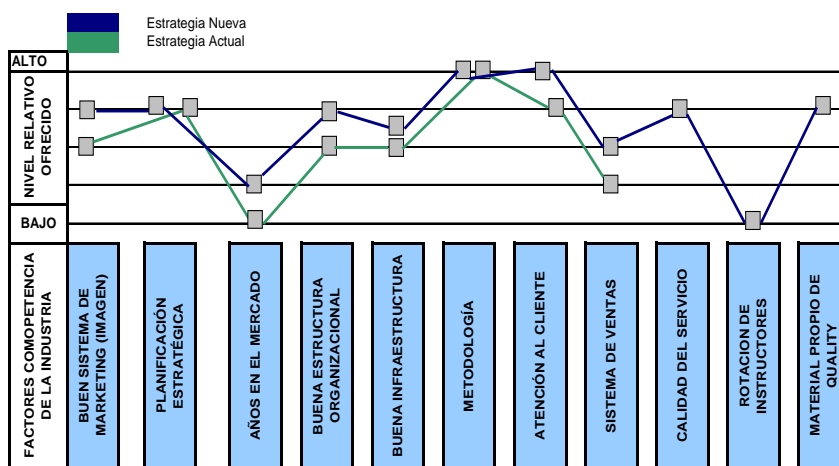 Estrategia Nueva
Estrategia Actual
ALTO
NIVEL RELATIVO
OFRECIDO
BAJO
FACTORES COMOPETENCIA
DE LA INDUSTRIA
BUEN SISTEMA DE
MARKETING (IMAGEN)
PLANIFICACIÓN
ESTRATÉGICA
AÑOS EN EL MERCADO
BUENA ESTRUCTURA
ORGANIZACIONAL
BUENA INFRAESTRUCTURA
METODOLOGÍA
ATENCIÓN AL CLIENTE
SISTEMA DE VENTAS
CALIDAD DEL SERVICIO
ROTACION DE
INSTRUCTORES
MATERIAL PROPIO DE
QUALITY